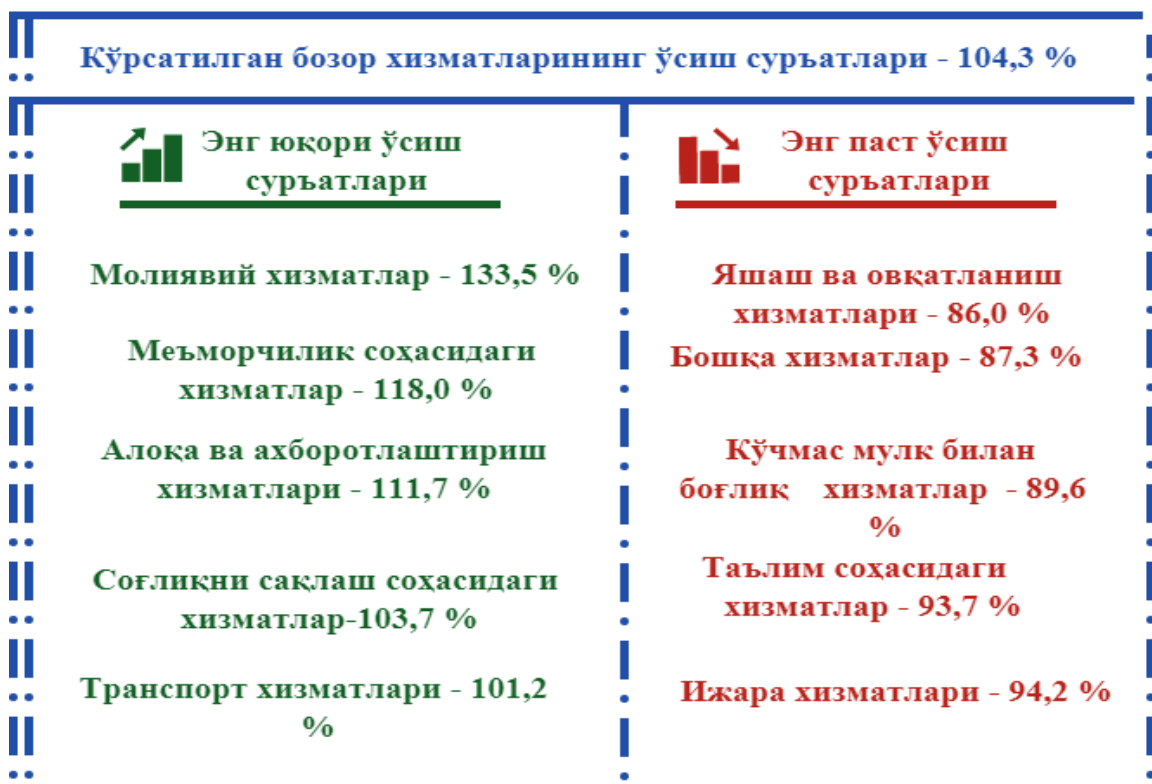 Кўрсатилган бозор хизматларининг ўсиш суръатлари - 104,3 %
Энг юқори ўсиш
суръатлари
Молиявий хизматлар - 133,5 %
Меъморчилик соҳасидаги
хизматлар - 118,0 %
Алоқа ва ахборотлаштириш
хизматлари - 111,7 %
Соғлиқни сақлаш соҳасидаги
хизматлар-103,7 %
Транспорт хизматлари - 101,2
%
Энг паст ўсиш
суръатлари
Яшаш ва овқатланиш
хизматлари - 86,0 %
Бошқа хизматлар - 87,3 %
Кўчмас мулк билан
боғлиқ хизматлар - 89,6
%
Таълим соҳасидаги
хизматлар - 93,7 %
Ижара хизматлари - 94,2 %